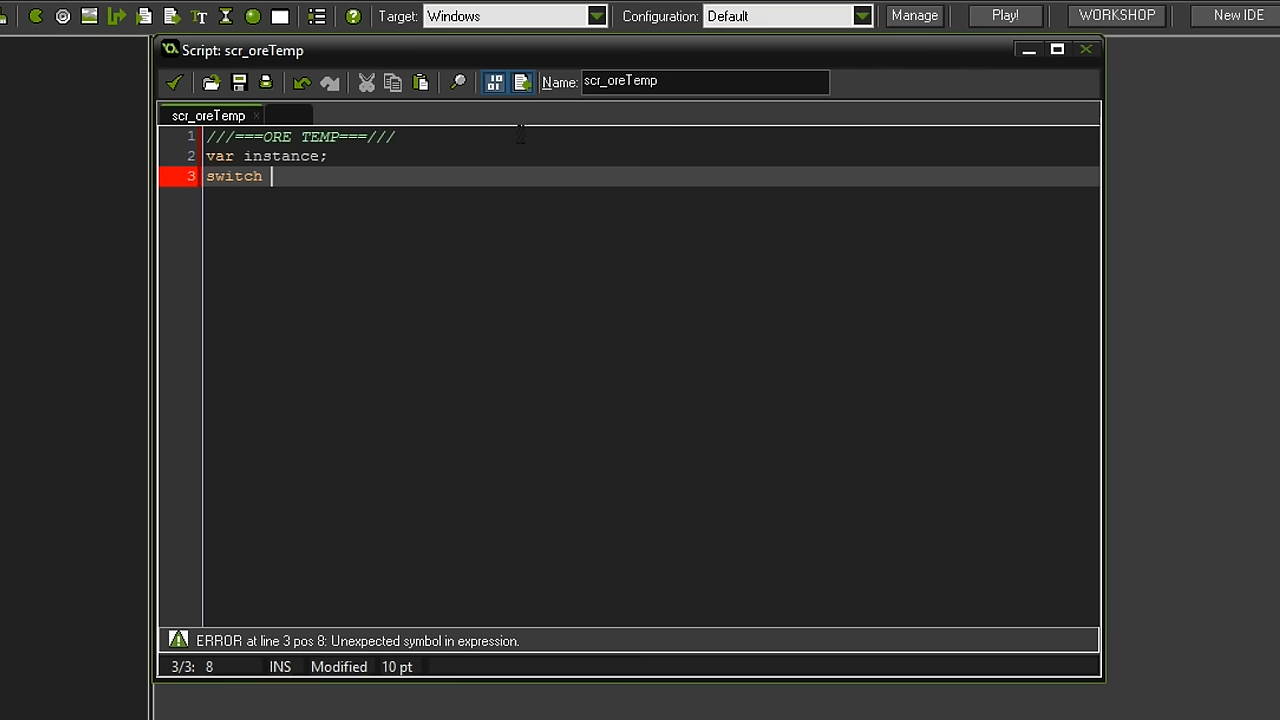 Target: Windows Configuration: Default Manage Play! WORKSHOP New IDE
Script: scr_oreTemp
Name: scr_oreTemp
scr_oreTemp
1 ///===ORE TEMP===///
2 var instance;
3 switch
ERROR at line 3 pos 8: Unexpected symbol in expression.
3/3: 8 INS Modified 10 pt